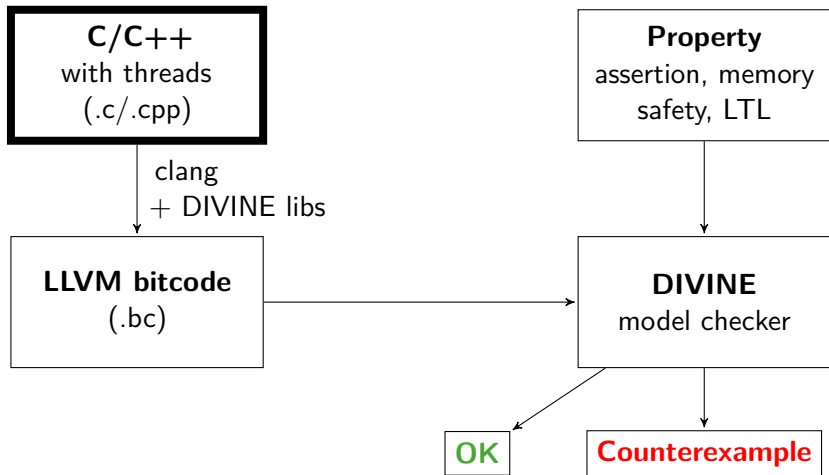 C/C++
with threads
(.c/.cpp)
Property
assertion, memory
safety, LTL
clang
+ DIVINE libs
LLVM bitcode
(.bc)
DIVINE
model checker
OK
Counterexample